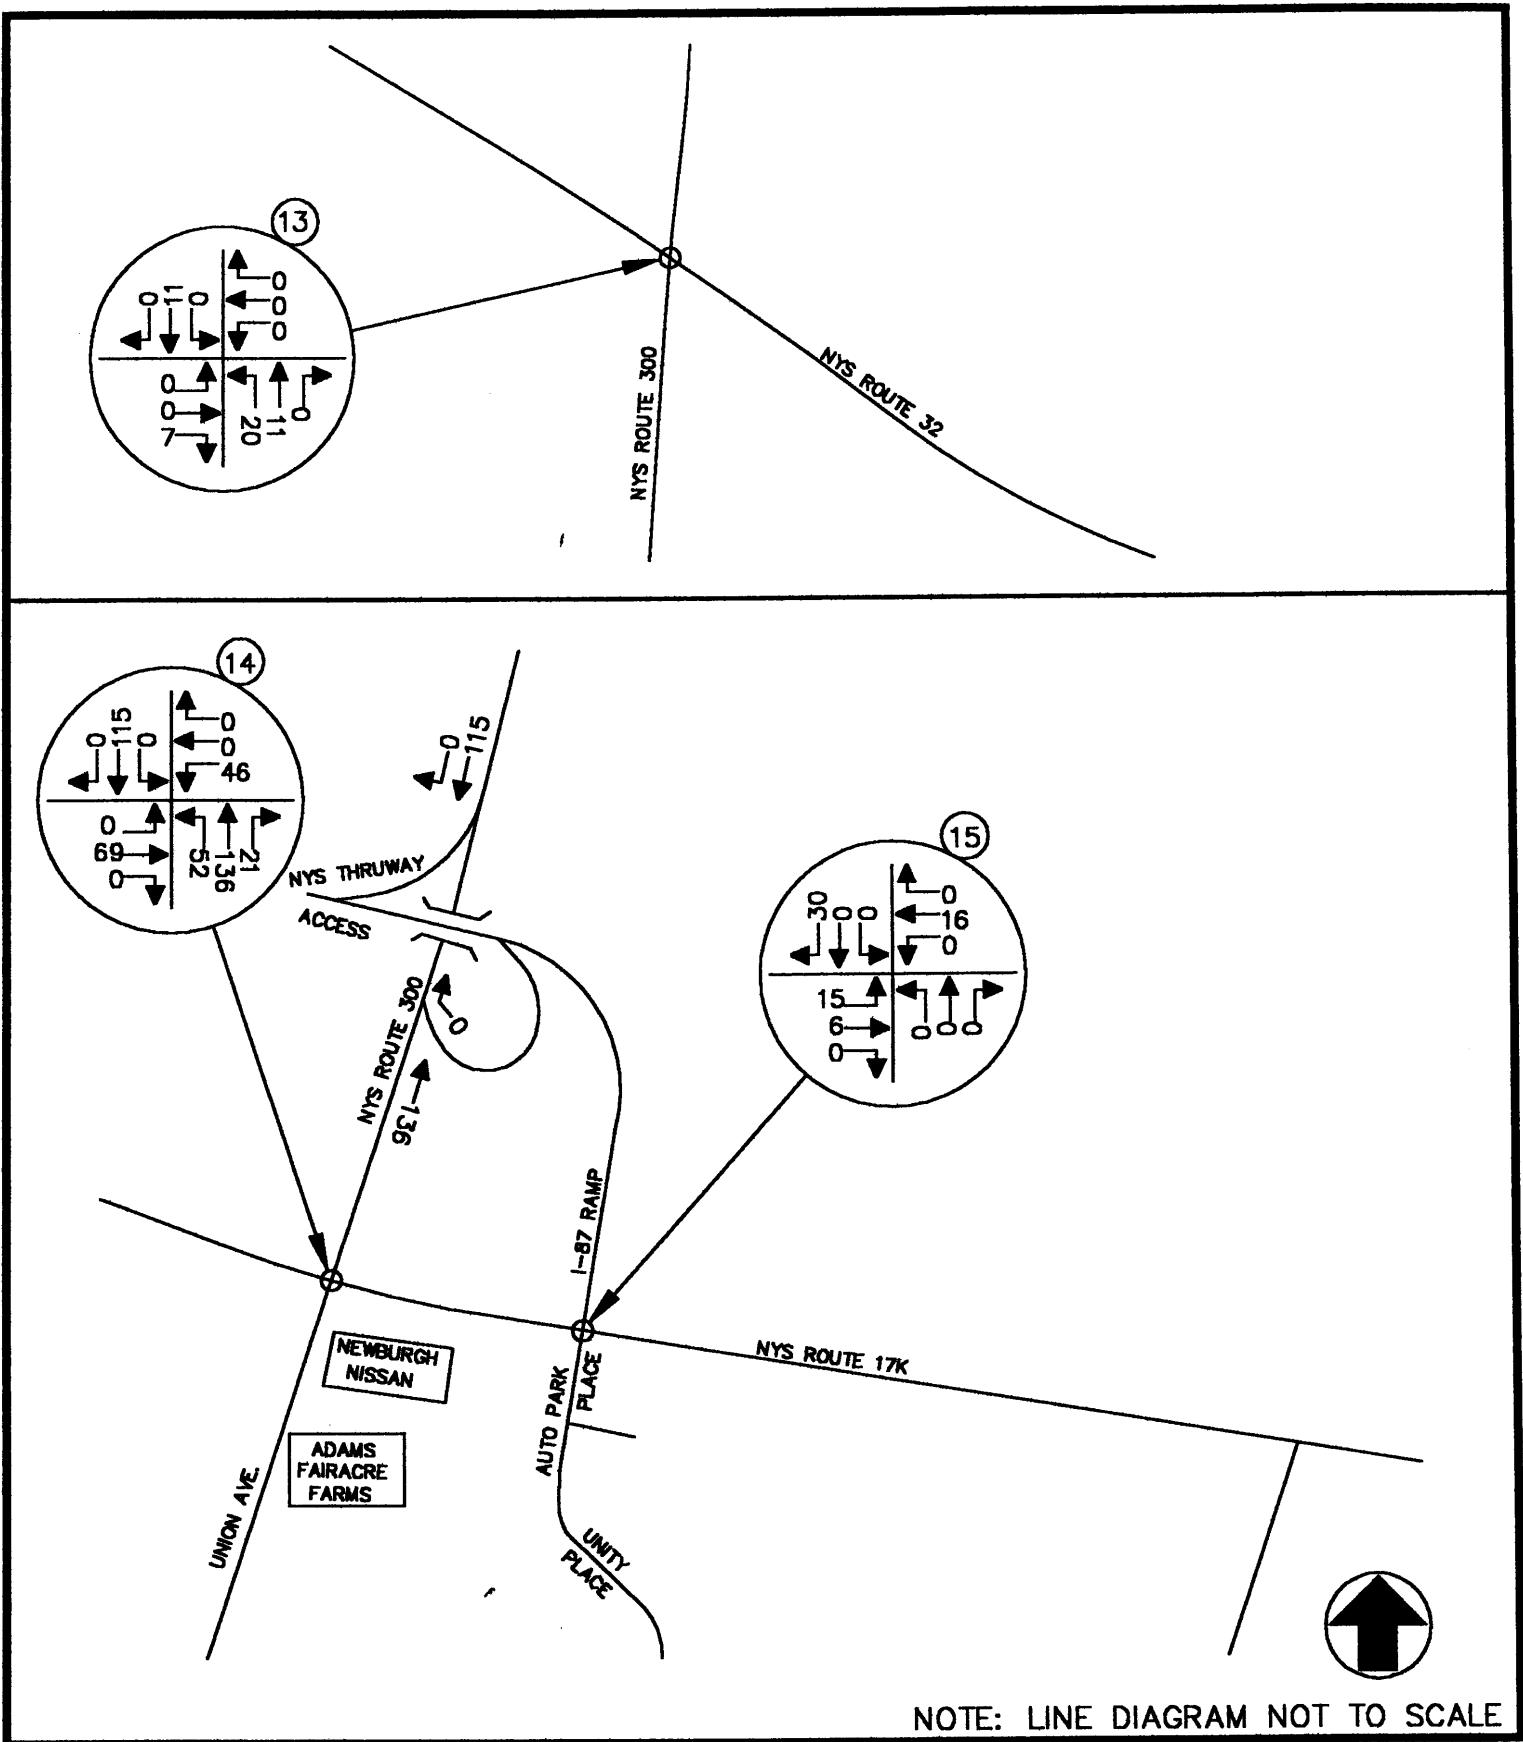 13
0
11
0
0
0
0
0
0
7
20
11
0
NYS ROUTE 300
NYS ROUTE 32
14
0
115
0
0
0
46
0
69
0
52
136
21
0
115
NYS THRUWAY
ACCESS
NYS ROUTE 300
0
136
15
30
0
0
0
16
0
15
6
0
0
0
0
I-87 RAMP
NEWBURGH
NISSAN
NYS ROUTE 17K
AUTO PARK
PLACE
ADAMS
FAIRACRE
FARMS
UNION AVE.
UNITY
PLACE
NOTE: LINE DIAGRAM NOT TO SCALE